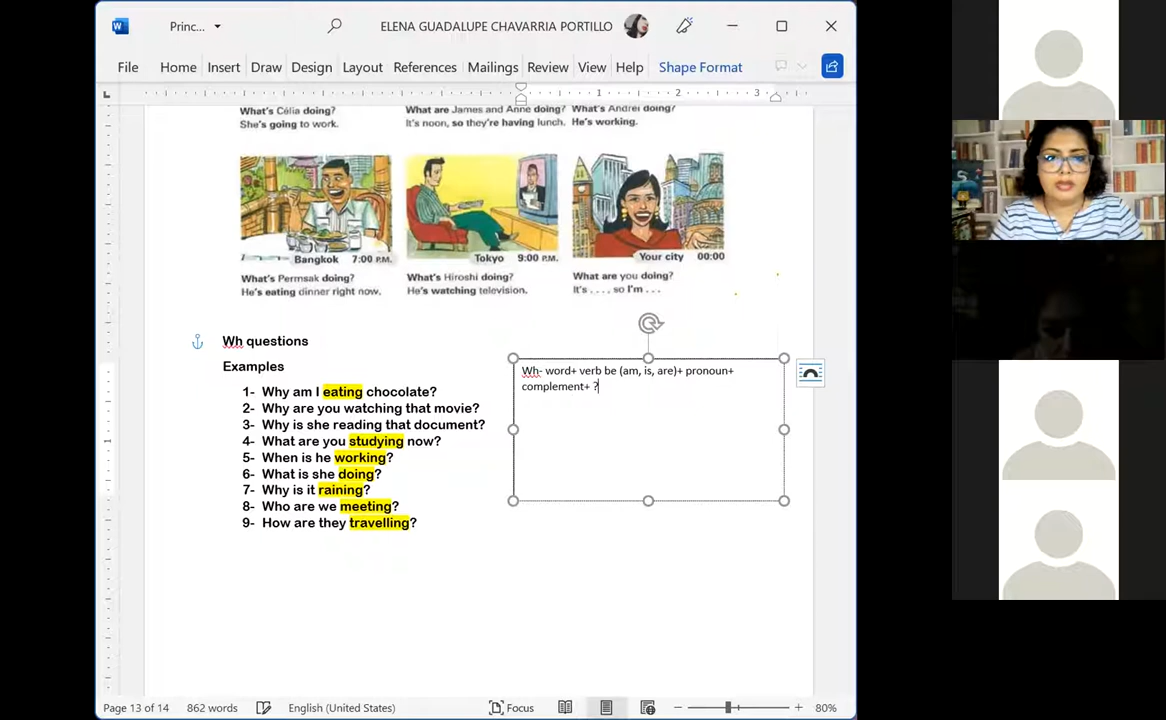 Princ...
ELENA GUADALUPE CHAVARRIA PORTILLO
File Home Insert Draw Design Layout References Mailings Review View Help Shape Format
1 2 3
What's Célia doing?
She's going to work.
What are James and Anne doing?
It's noon, so they're having lunch.
What's Andrei doing?
He's working.
Bangkok 7:00 P.M.
What's Permsak doing?
He's eating dinner right now.
Tokyo 9:00 P.M.
What's Hiroshi doing?
He's watching television.
Your city 00:00
What are you doing?
It's . . . , so I'm . . .
Wh questions
Examples
1- Why am I eating chocolate?
2- Why are you watching that movie?
3- Why is she reading that document?
4- What are you studying now?
5- When is he working?
6- What is she doing?
7- Why is it raining?
8- Who are we meeting?
9- How are they travelling?
Wh- word+ verb be (am, is, are)+ pronoun+
complement+ ?
Page 13 of 14 862 words English (United States) Focus 80%